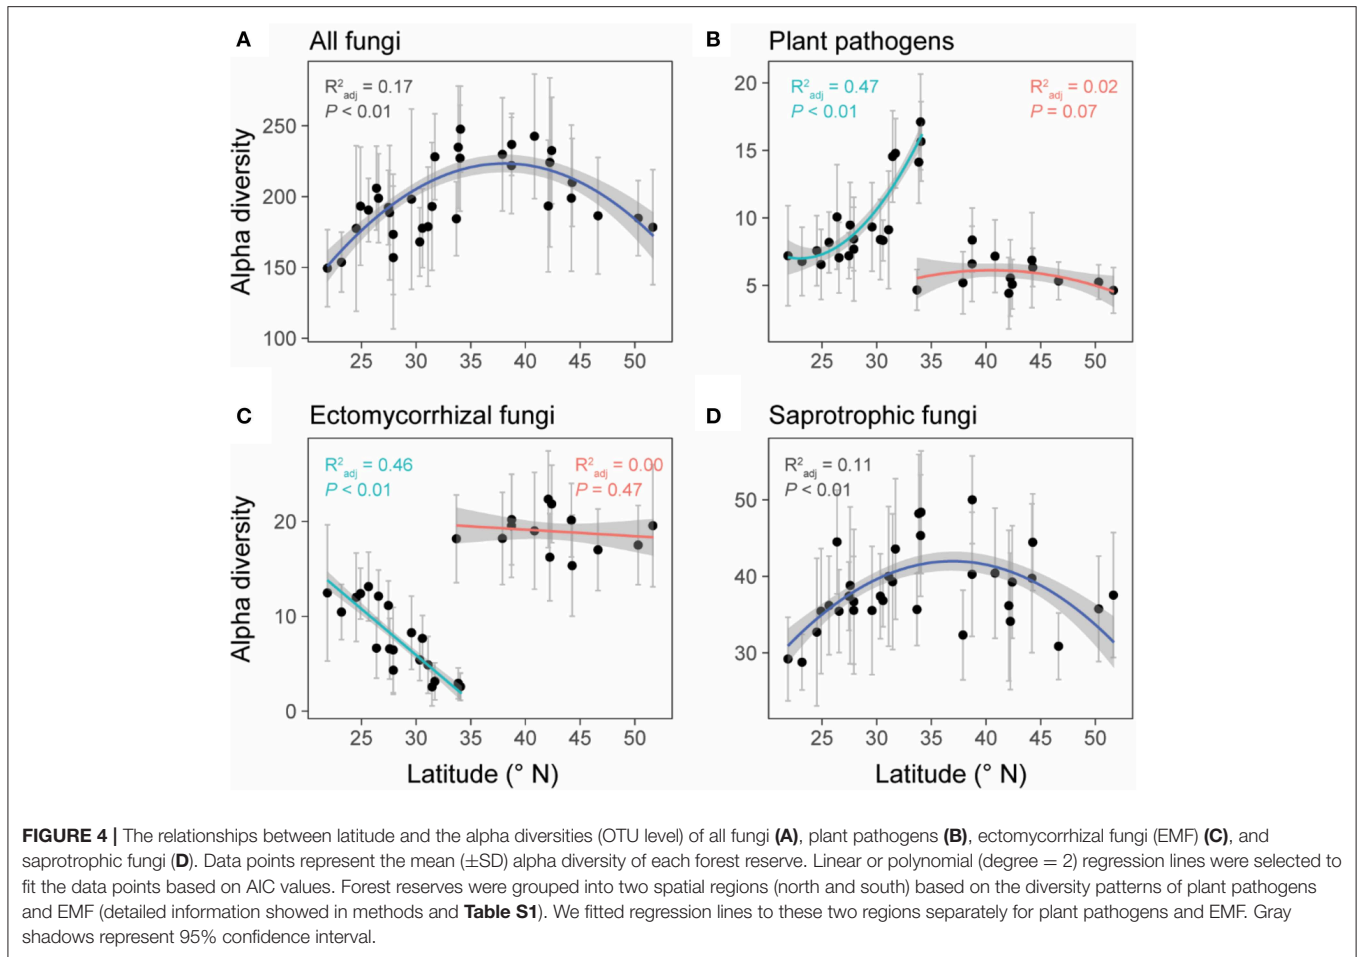 A All fungi
R²adj = 0.17
P < 0.01
Alpha diversity
250
200
150
100
25 30 35 40 45 50
B Plant pathogens
R²adj = 0.47
P < 0.01
R²adj = 0.02
P = 0.07
20
15
10
5
25 30 35 40 45 50
C Ectomycorrhizal fungi
R²adj = 0.46
P < 0.01
R²adj = 0.00
P = 0.47
Alpha diversity
20
10
0
25 30 35 40 45 50
Latitude (° N)
D Saprotrophic fungi
R²adj = 0.11
P < 0.01
50
40
30
25 30 35 40 45 50
Latitude (° N)
FIGURE 4 | The relationships between latitude and the alpha diversities (OTU level) of all fungi (A), plant pathogens (B), ectomycorrhizal fungi (EMF) (C), and
saprotrophic fungi (D). Data points represent the mean (±SD) alpha diversity of each forest reserve. Linear or polynomial (degree = 2) regression lines were selected to
fit the data points based on AIC values. Forest reserves were grouped into two spatial regions (north and south) based on the diversity patterns of plant pathogens
and EMF (detailed information showed in methods and Table S1). We fitted regression lines to these two regions separately for plant pathogens and EMF. Gray
shadows represent 95% confidence interval.